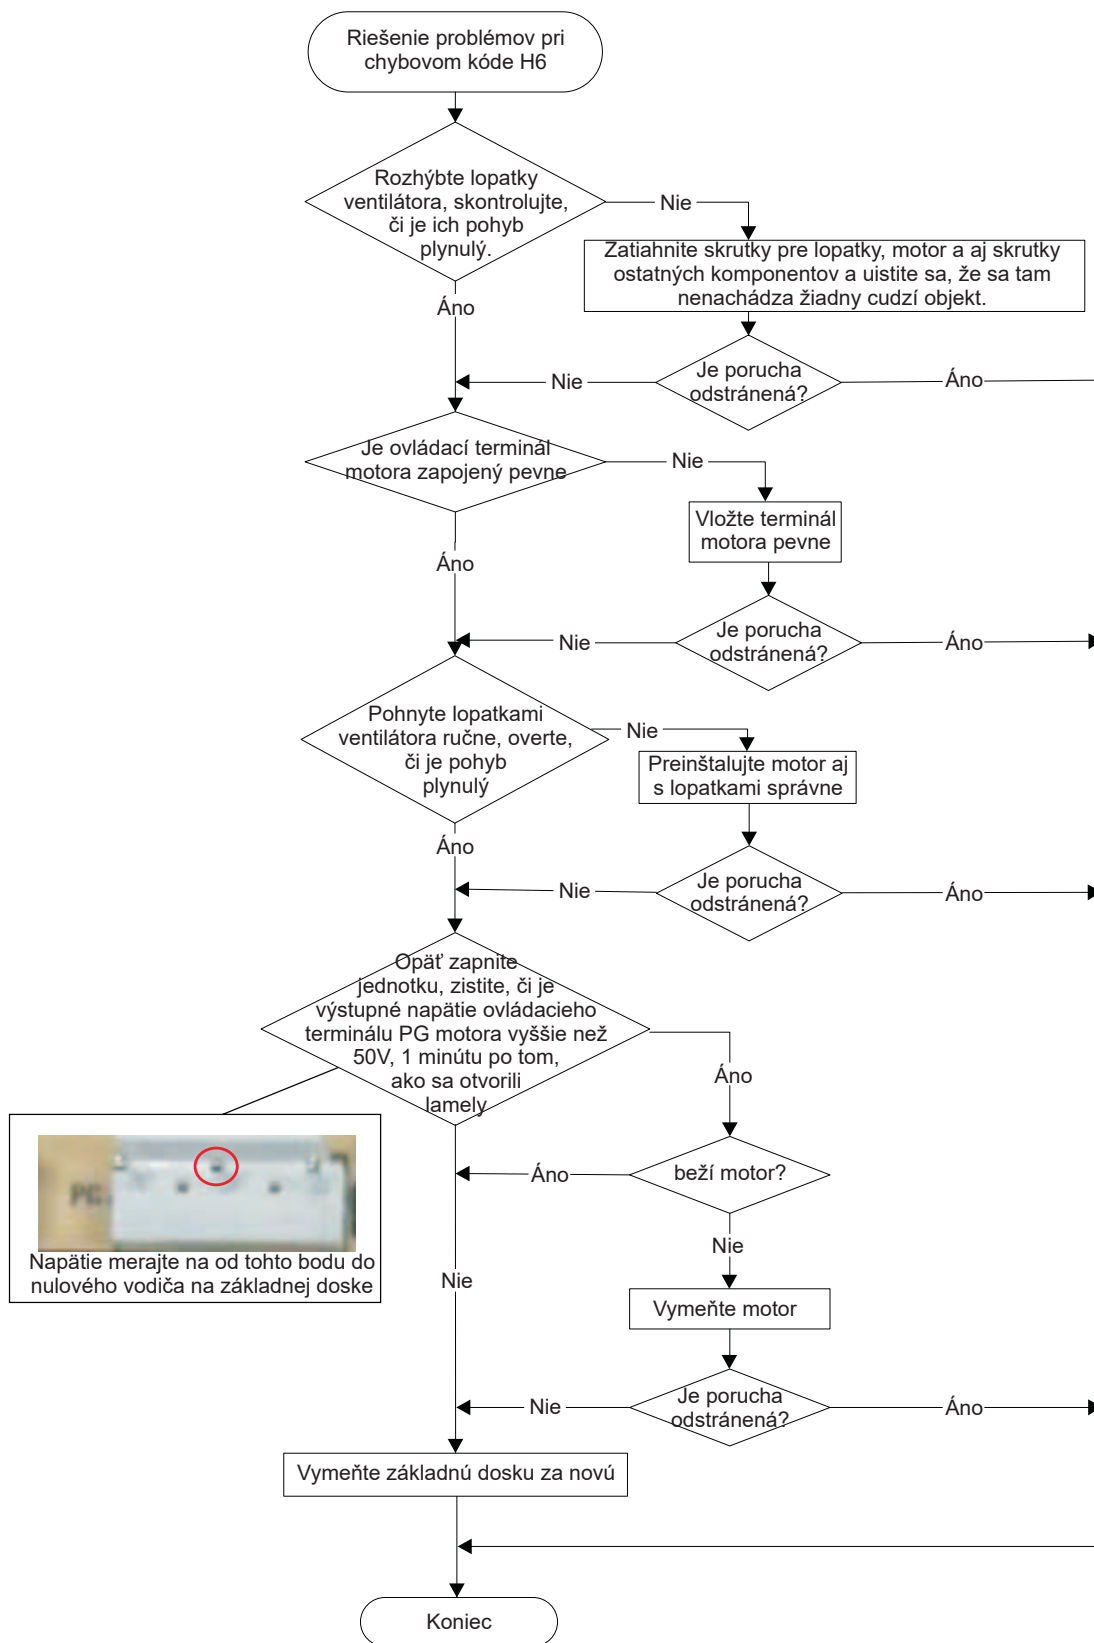 Riešenie problémov pri
chybovom kóde H6
Rozhýbte lopatky
ventilátora, skontrolujte,
či je ich pohyb
plynulý.
Nie
Zatiahnite skrutky pre lopatky, motor a aj skrutky
ostatných komponentov a uistite sa, že sa tam
nenachádza žiadny cudzí objekt.
Áno
Je porucha
odstránená?
Nie
Áno
Je ovládací terminál
motora zapojený pevne
Nie
Vložte terminál
motora pevne
Áno
Je porucha
odstránená?
Nie
Áno
Pohnyte lopatkami
ventilátora ručne, overte,
či je pohyb
plynulý
Nie
Preinštalujte motor aj
s lopatkami správne
Áno
Je porucha
odstránená?
Nie
Áno
Opäť zapnite
jednotku, zistite, či je
výstupné napätie ovládacieho
terminálu PG motora vyššie než
50V, 1 minútu po tom,
ako sa otvorili
lamely
Áno
PG
Napätie merajte na od tohto bodu do
nulového vodiča na základnej doske
beží motor?
Áno
Nie
Nie
Vymeňte motor
Je porucha
odstránená?
Nie
Áno
Vymeňte základnú dosku za novú
Koniec